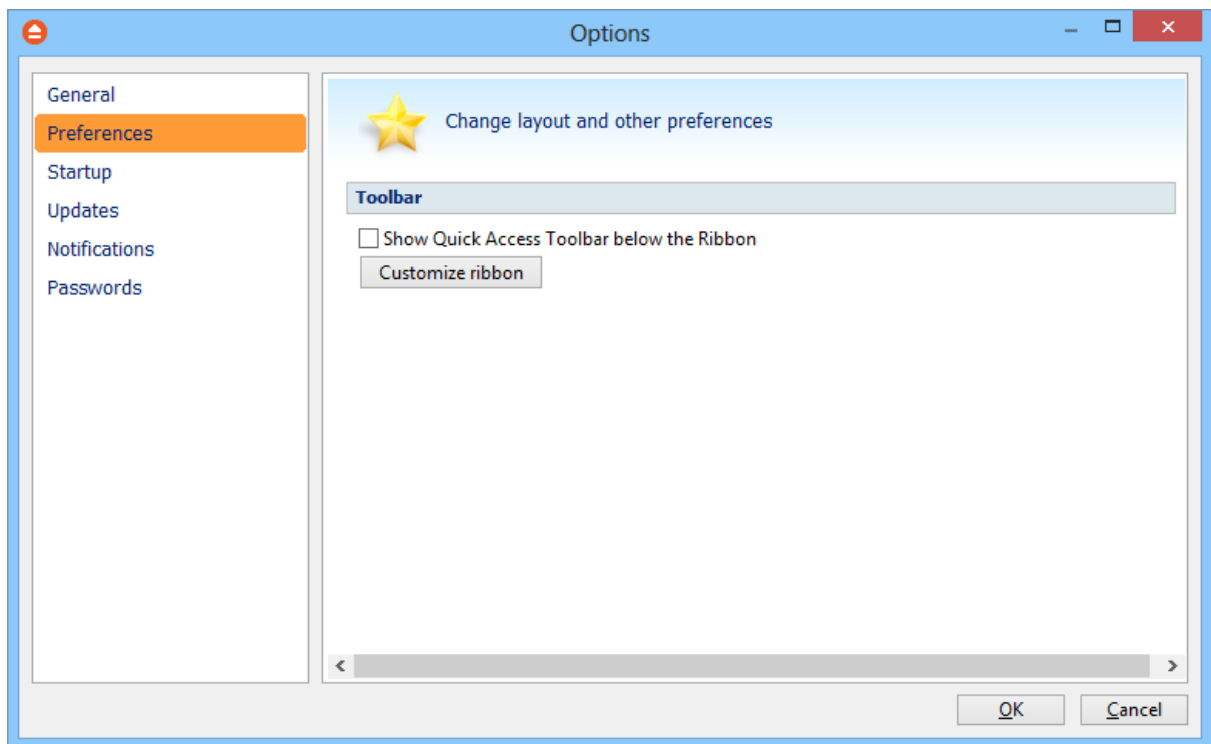 Options
General
Preferences
Startup
Updates
Notifications
Passwords
Change layout and other preferences
Toolbar
Show Quick Access Toolbar below the Ribbon
Customize ribbon
OK
Cancel